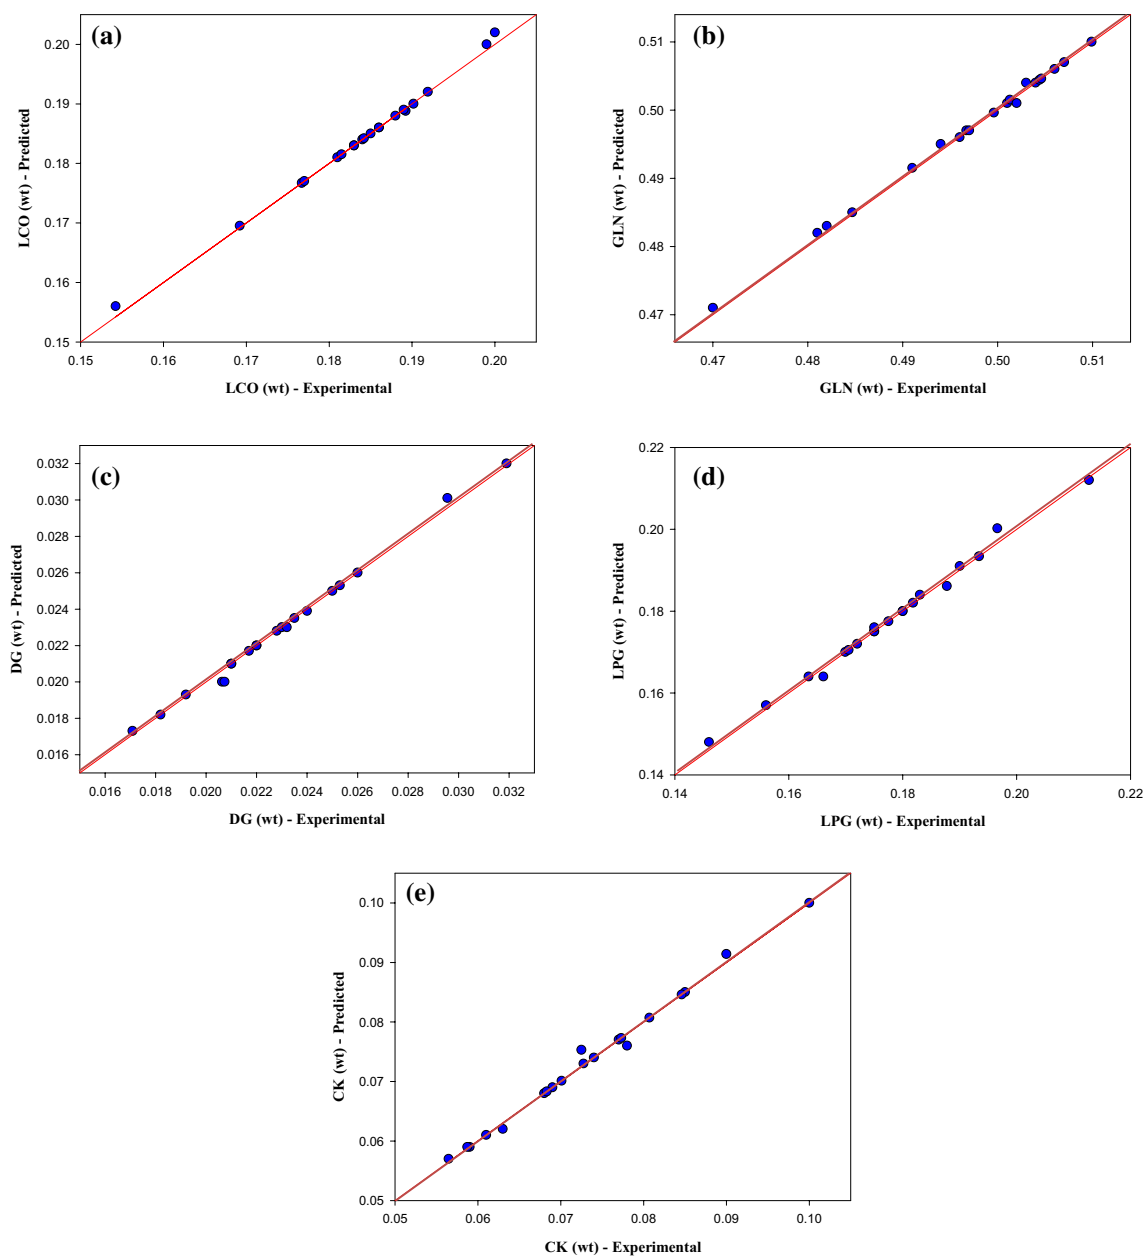 (a)
0.20
0.19
0.18
0.17
0.16
0.15
LCO (wt) - Predicted
0.15 0.16 0.17 0.18 0.19 0.20
LCO (wt) - Experimental
(b)
0.51
0.50
0.49
0.48
0.47
GLN (wt) - Predicted
0.47 0.48 0.49 0.50 0.51
GLN (wt) - Experimental
(c)
0.032
0.030
0.028
0.026
0.024
0.022
0.020
0.018
0.016
DG (wt) - Predicted
0.016 0.018 0.020 0.022 0.024 0.026 0.028 0.030 0.032
DG (wt) - Experimental
(d)
0.22
0.20
0.18
0.16
0.14
LPG (wt) - Predicted
0.14 0.16 0.18 0.20 0.22
LPG (wt) - Experimental
(e)
0.10
0.09
0.08
0.07
0.06
0.05
CK (wt) - Predicted
0.05 0.06 0.07 0.08 0.09 0.10
CK (wt) - Experimental